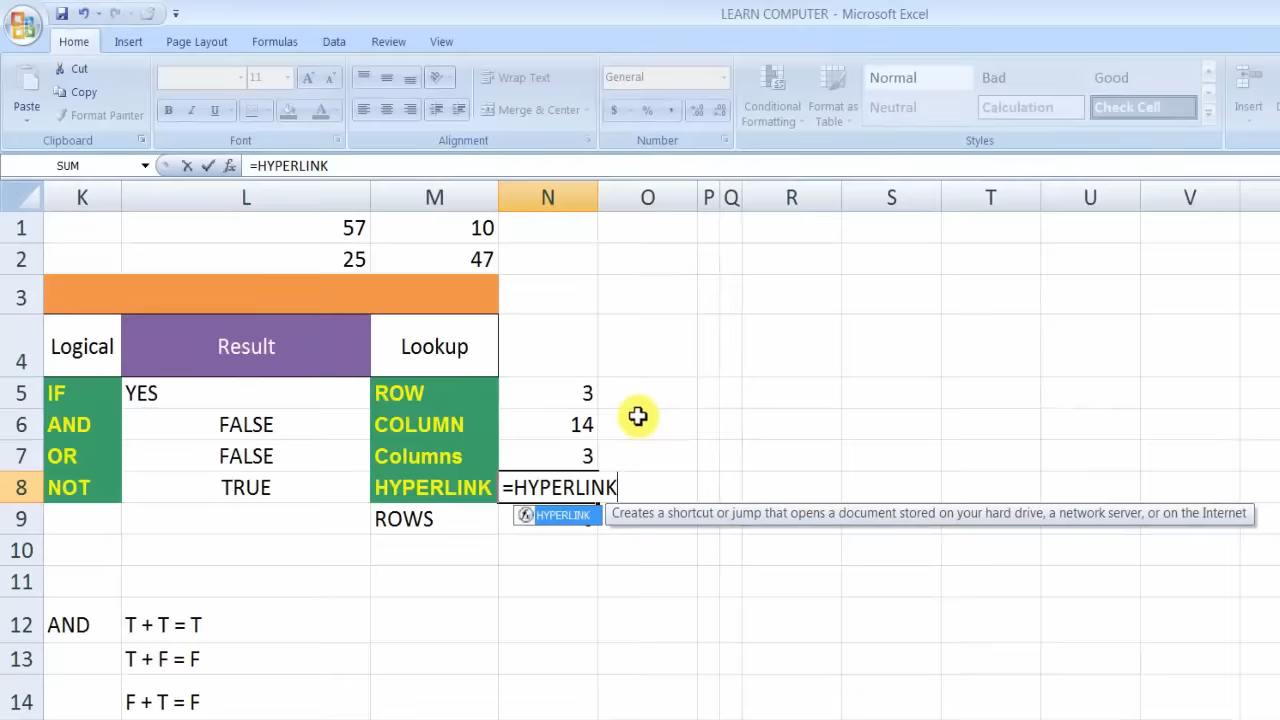 LEARN COMPUTER - Microsoft Excel
Home Insert Page Layout Formulas Data Review View
Paste
Cut
Copy
Format Painter
Clipboard
11 A A
B I U A
Font
Wrap Text
Merge & Center
Alignment
General
$ % ,
Number
Conditional Formatting
Format as Table
Normal Bad Good
Neutral Calculation Check Cell
Styles
Insert
SUM fx =HYPERLINK
K L M N O P Q R S T U V
1 57 10
2 25 47
3
4 Logical Result Lookup
5 IF YES ROW 3
6 AND FALSE COLUMN 14
7 OR FALSE Columns 3
8 NOT TRUE HYPERLINK =HYPERLINK
HYPERLINK Creates a shortcut or jump that opens a document stored on your hard drive, a network server, or on the Internet
9 ROWS
10
11
12 AND T + T = T
13 T + F = F
14 F + T = F